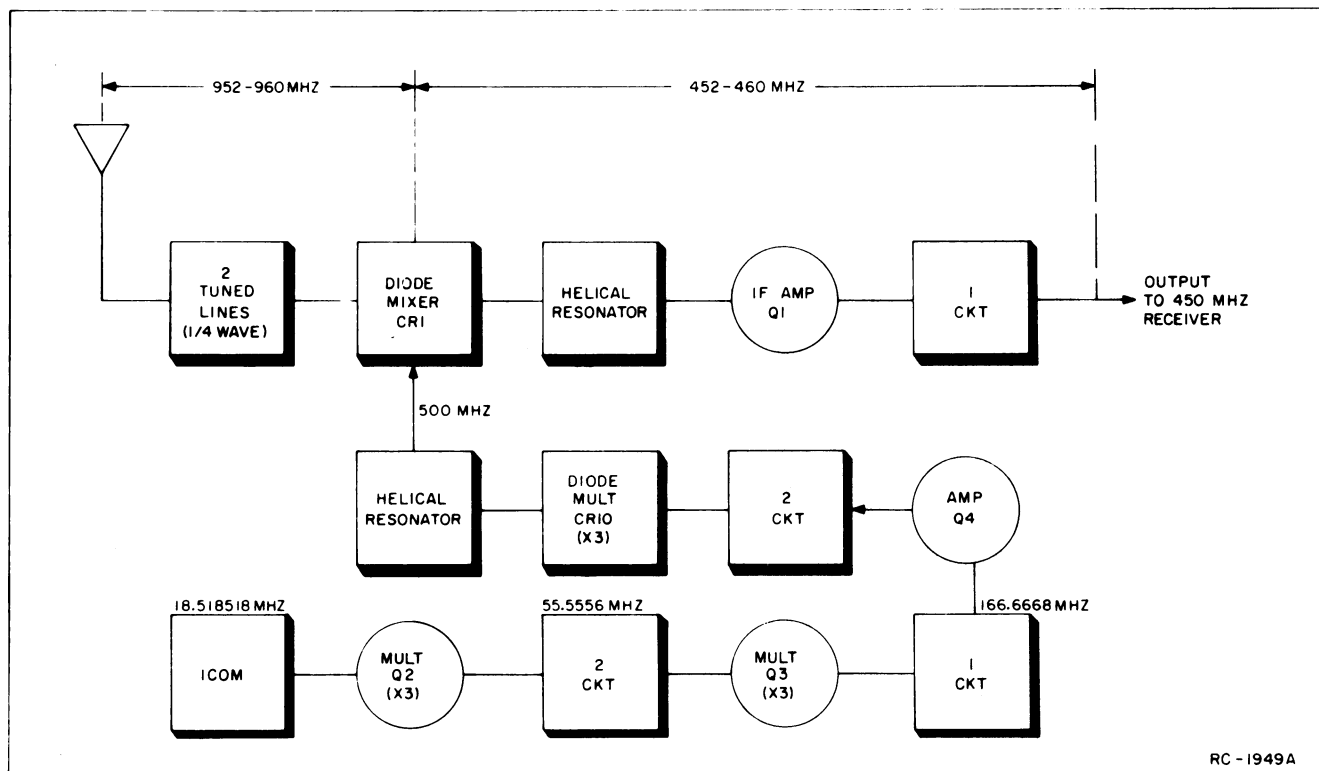 952-960 MHZ
452-460 MHZ
2
TUNED
LINES
(1/4 WAVE)
DIODE
MIXER
CR1
HELICAL
RESONATOR
IF AMP
Q1
1
CKT
OUTPUT
TO 450 MHZ
RECEIVER
500 MHZ
HELICAL
RESONATOR
DIODE
MULT
CR10
(X3)
2
CKT
AMP
Q4
18.518518 MHZ
55.5556 MHZ
166.6668MHZ
ICOM
MULT
Q2
(X3)
2
CKT
MULT
Q3
(X3)
1
CKT
RC-1949A